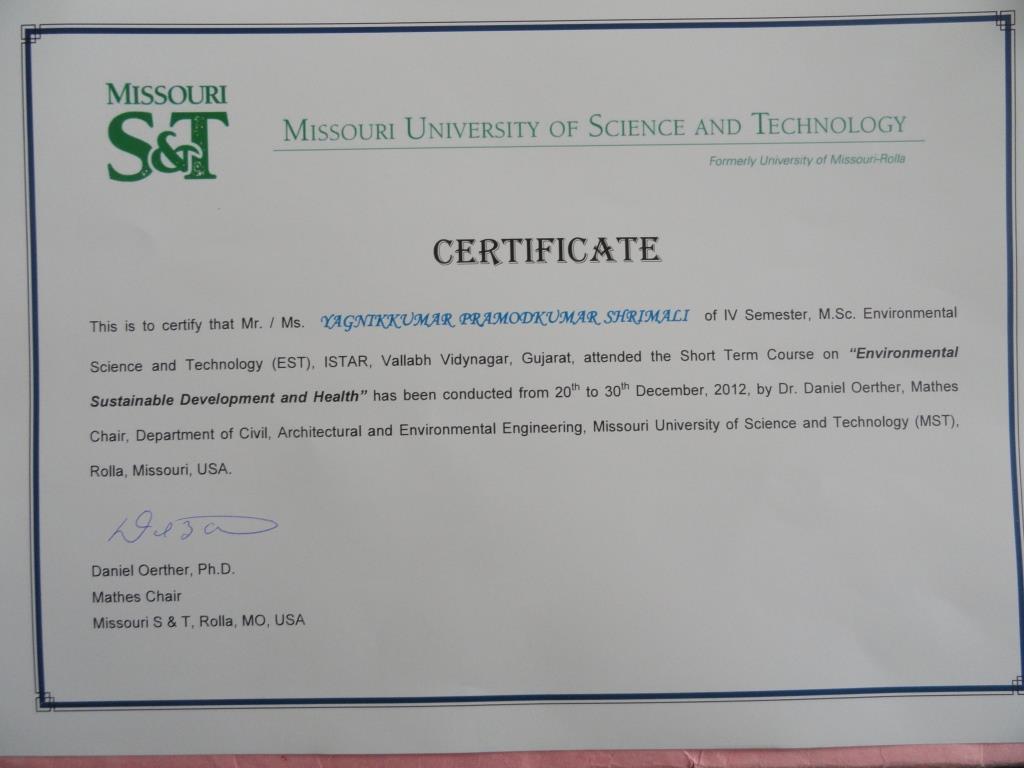 MISSOURI
S&T
MISSOURI UNIVERSITY OF SCIENCE AND TECHNOLOGY
Formerly University of Missouri-Rolla
CERTIFICATE
This is to certify that Mr. / Ms. YAGNIKKUMAR PRAMODKUMAR SHRIMALI of IV Semester, M.Sc. Environmental
Science and Technology (EST), ISTAR, Vallabh Vidynagar, Gujarat, attended the Short Term Course on “Environmental
Sustainable Development and Health” has been conducted from 20th to 30th December, 2012, by Dr. Daniel Oerther, Mathes
Chair, Department of Civil, Architectural and Environmental Engineering, Missouri University of Science and Technology (MST),
Rolla, Missouri, USA.
Daniel Oerther, Ph.D.
Mathes Chair
Missouri S & T, Rolla, MO, USA